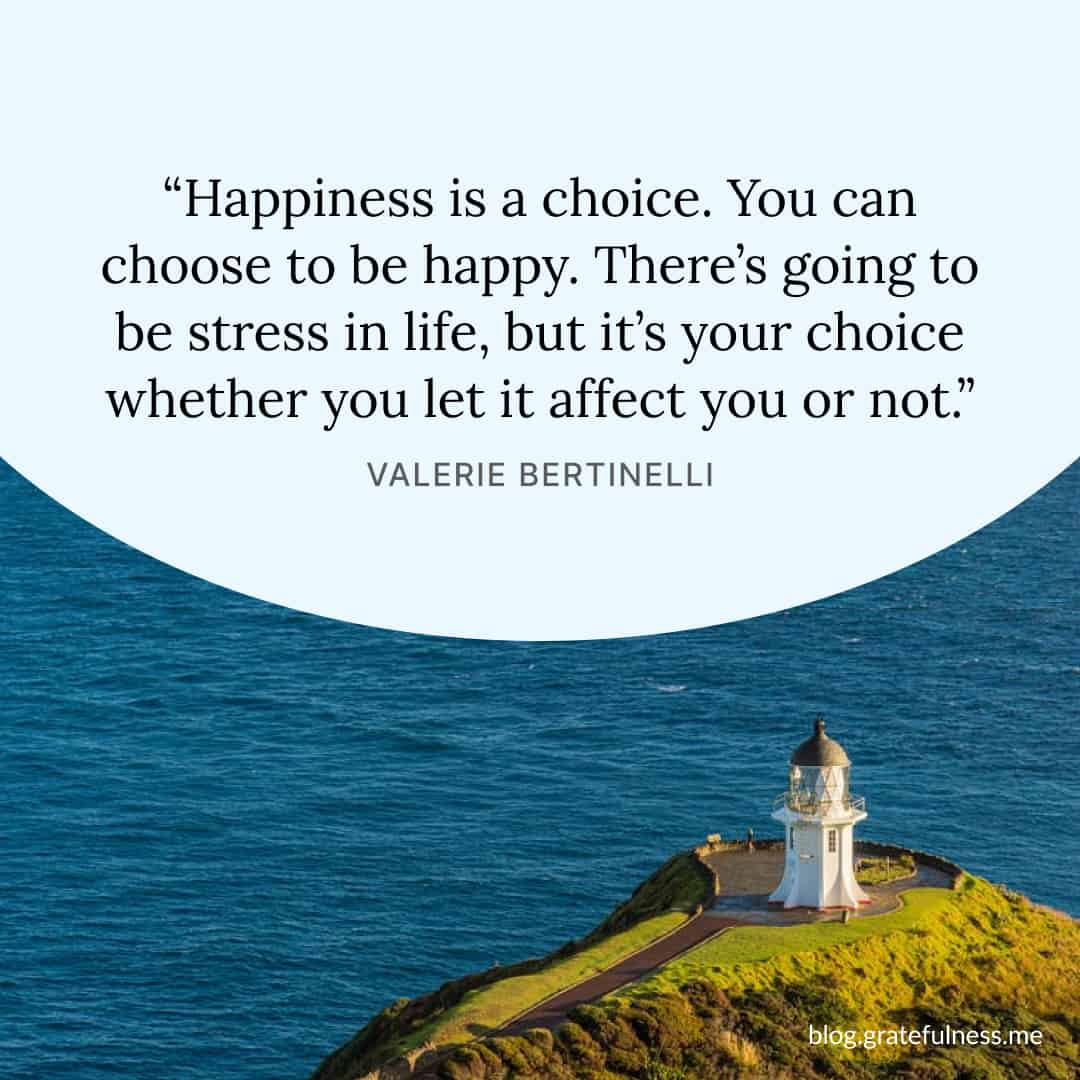 “Happiness is a choice. You can
choose to be happy. There’s going to
be stress in life, but it’s your choice
whether you let it affect you or not.”
VALERIE BERTINELLI
blog.gratefulness.me